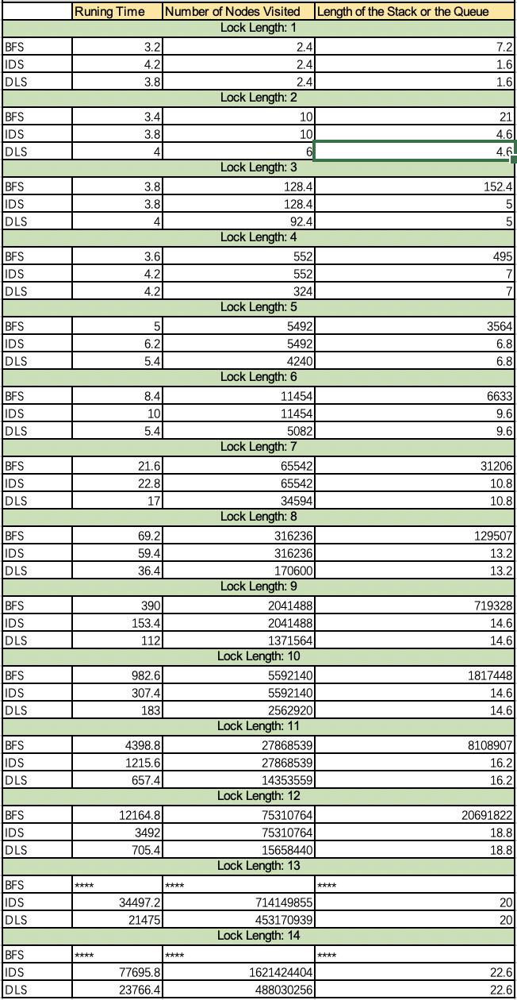 Runing Time Number of Nodes Visited Length of the Stack or the Queue
Lock Length: 1
BFS 3.2 2.4 7.2
IDS 4.2 2.4 1.6
DLS 3.8 2.4 1.6
Lock Length: 2
BFS 3.4 10 21
IDS 3.8 10 4.6
DLS 4 6 4.6
Lock Length: 3
BFS 3.8 128.4 152.4
IDS 3.8 128.4 5
DLS 4 92.4 5
Lock Length: 4
BFS 3.6 552 495
IDS 4.2 552 7
DLS 4.2 324 7
Lock Length: 5
BFS 5 5492 3564
IDS 6.2 5492 6.8
DLS 5.4 4240 6.8
Lock Length: 6
BFS 8.4 11454 6633
IDS 10 11454 9.6
DLS 5.4 5082 9.6
Lock Length: 7
BFS 21.6 65542 31206
IDS 22.8 65542 10.8
DLS 17 34594 10.8
Lock Length: 8
BFS 69.2 316236 129507
IDS 59.4 316236 13.2
DLS 36.4 170600 13.2
Lock Length: 9
BFS 390 2041488 719328
IDS 153.4 2041488 14.6
DLS 112 1371564 14.6
Lock Length: 10
BFS 982.6 5592140 1817448
IDS 307.4 5592140 14.6
DLS 183 2562920 14.6
Lock Length: 11
BFS 4398.8 27868539 8108907
IDS 1215.6 27868539 16.2
DLS 657.4 14353559 16.2
Lock Length: 12
BFS 12164.8 75310764 20691822
IDS 3492 75310764 18.8
DLS 705.4 15658440 18.8
Lock Length: 13
BFS **** **** ****
IDS 34497.2 714149855 20
DLS 21475 453170939 20
Lock Length: 14
BFS **** **** ****
IDS 77695.8 1621424404 22.6
DLS 23766.4 488030256 22.6